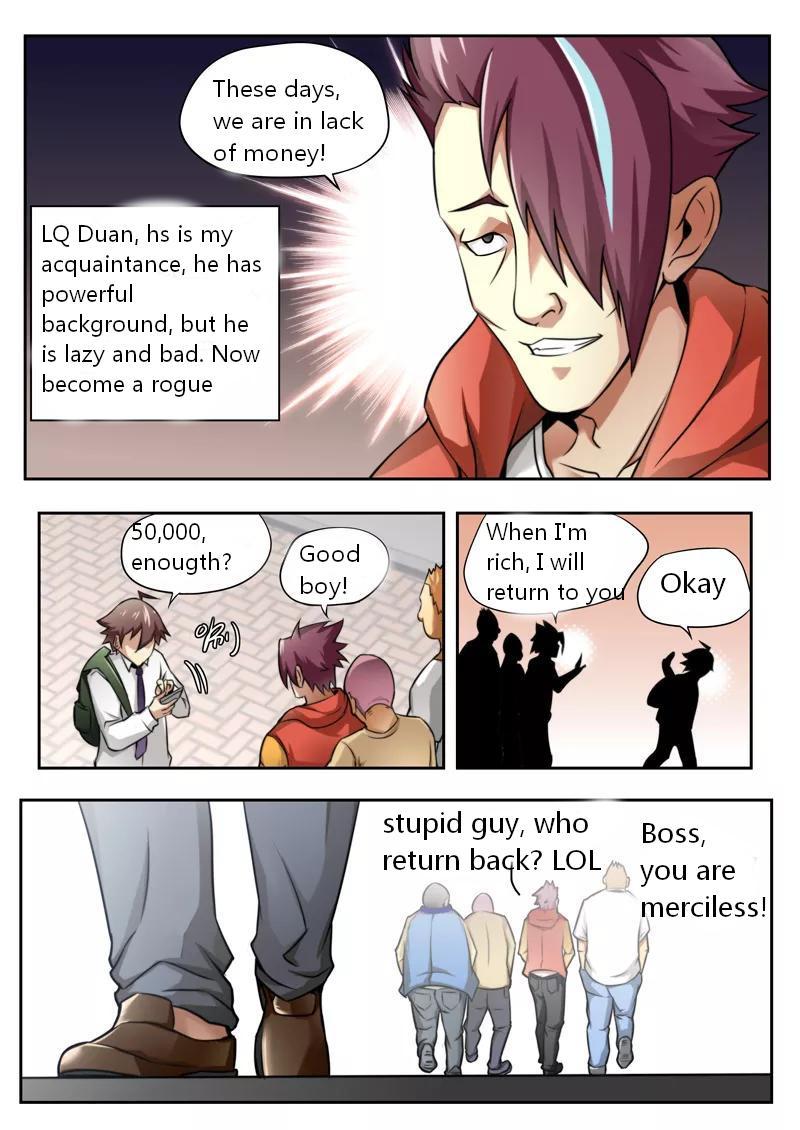 These days,
we are in lack
of money!
LQ Duan, hs is my
acquaintance, he has
powerful
background, but he
is lazy and bad. Now
become a rogue
50,000,
enougth?
Good
boy!
When I'm
rich, I will
return to you
Okay
stupid guy, who
return back? LOL
Boss,
you are
merciless!